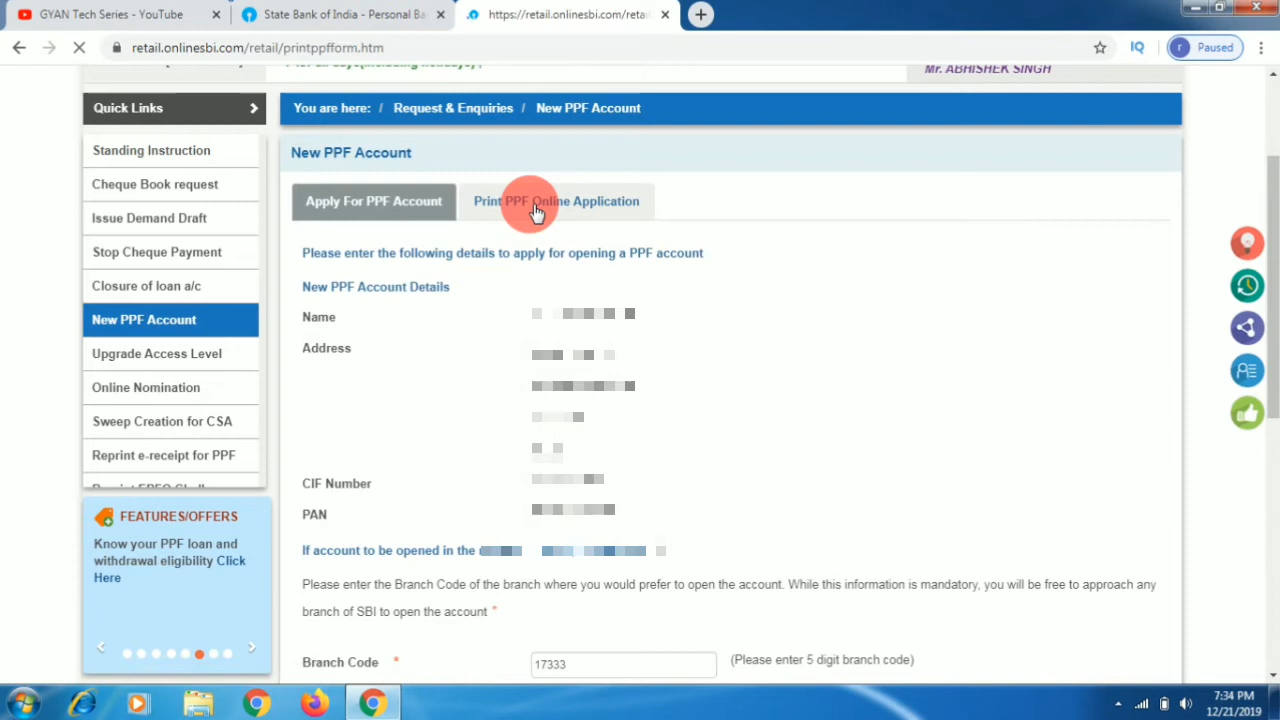 GYAN Tech Series - YouTube
State Bank of India - Personal Ba
https://retail.onlinesbi.com/reta
retail.onlinesbi.com/retail/printppfform.htm
IQ
r Paused
Mr. ABHISHEK SINGH
Quick Links
You are here: / Request & Enquiries / New PPF Account
Standing Instruction
Cheque Book request
Issue Demand Draft
Stop Cheque Payment
Closure of loan a/c
New PPF Account
Upgrade Access Level
Online Nomination
Sweep Creation for CSA
Reprint e-receipt for PPF
FEATURES/OFFERS
Know your PPF loan and
withdrawal eligibility Click
Here
New PPF Account
Apply For PPF Account
Print PPF Online Application
Please enter the following details to apply for opening a PPF account
New PPF Account Details
Name
Address
CIF Number
PAN
If account to be opened in the
Please enter the Branch Code of the branch where you would prefer to open the account. While this information is mandatory, you will be free to approach any
branch of SBI to open the account *
Branch Code * 17333 (Please enter 5 digit branch code)
7:34 PM
12/21/2019